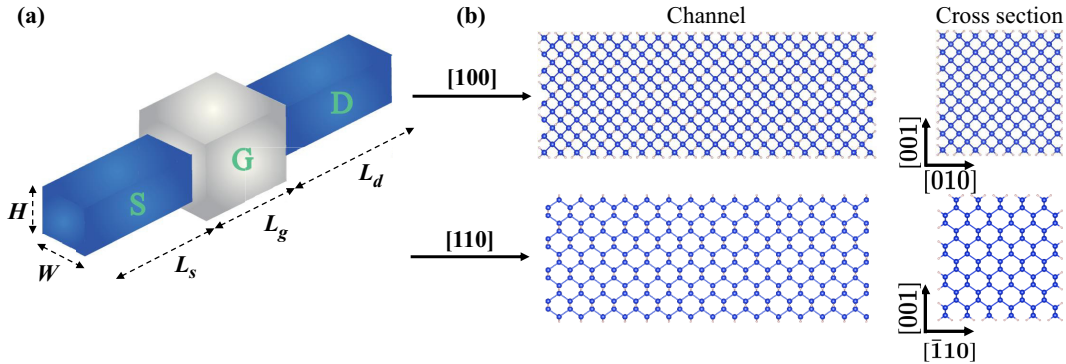 (a)
S
G
D
H
W
L_s
L_g
L_d
(b)
Channel
Cross section
[100]
[001]
[010]
[110]
[001]
[1̄10]